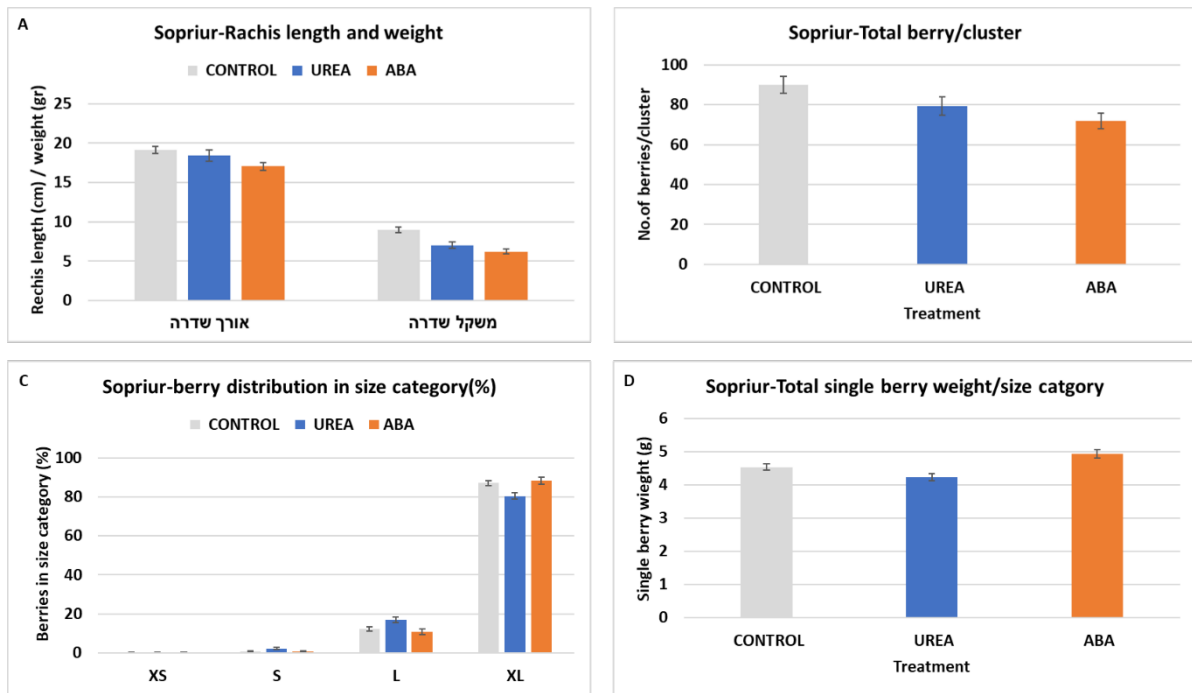 A
Sopriur-Rachis length and weight
CONTROL UREA ABA
Rechis length (cm) / weight (gr)
25
20
15
10
5
0
אורך שדרה
משקל שדרה
Sopriur-Total berry/cluster
No.of berries/cluster
100
80
60
40
20
0
CONTROL UREA ABA
Treatment
C
Sopriur-berry distribution in size category(%)
CONTROL UREA ABA
Berries in size category (%)
100
80
60
40
20
0
XS S L XL
D
Sopriur-Total single berry weight/size catgory
Single berry wieght (g)
6
5
4
3
2
1
0
CONTROL UREA ABA
Treatment